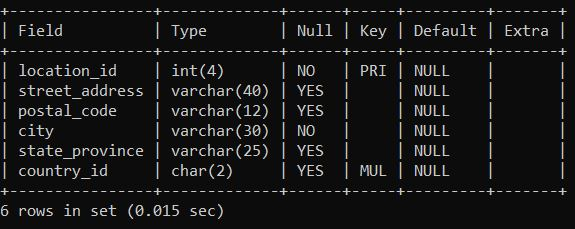 +----------------+-------------+------+-----+---------+-------+
| Field          | Type        | Null | Key | Default | Extra |
+----------------+-------------+------+-----+---------+-------+
| location_id    | int(4)      | NO   | PRI | NULL    |       |
| street_address | varchar(40) | YES  |     | NULL    |       |
| postal_code    | varchar(12) | YES  |     | NULL    |       |
| city           | varchar(30) | NO   |     | NULL    |       |
| state_province | varchar(25) | YES  |     | NULL    |       |
| country_id     | char(2)     | YES  | MUL | NULL    |       |
+----------------+-------------+------+-----+---------+-------+
6 rows in set (0.015 sec)